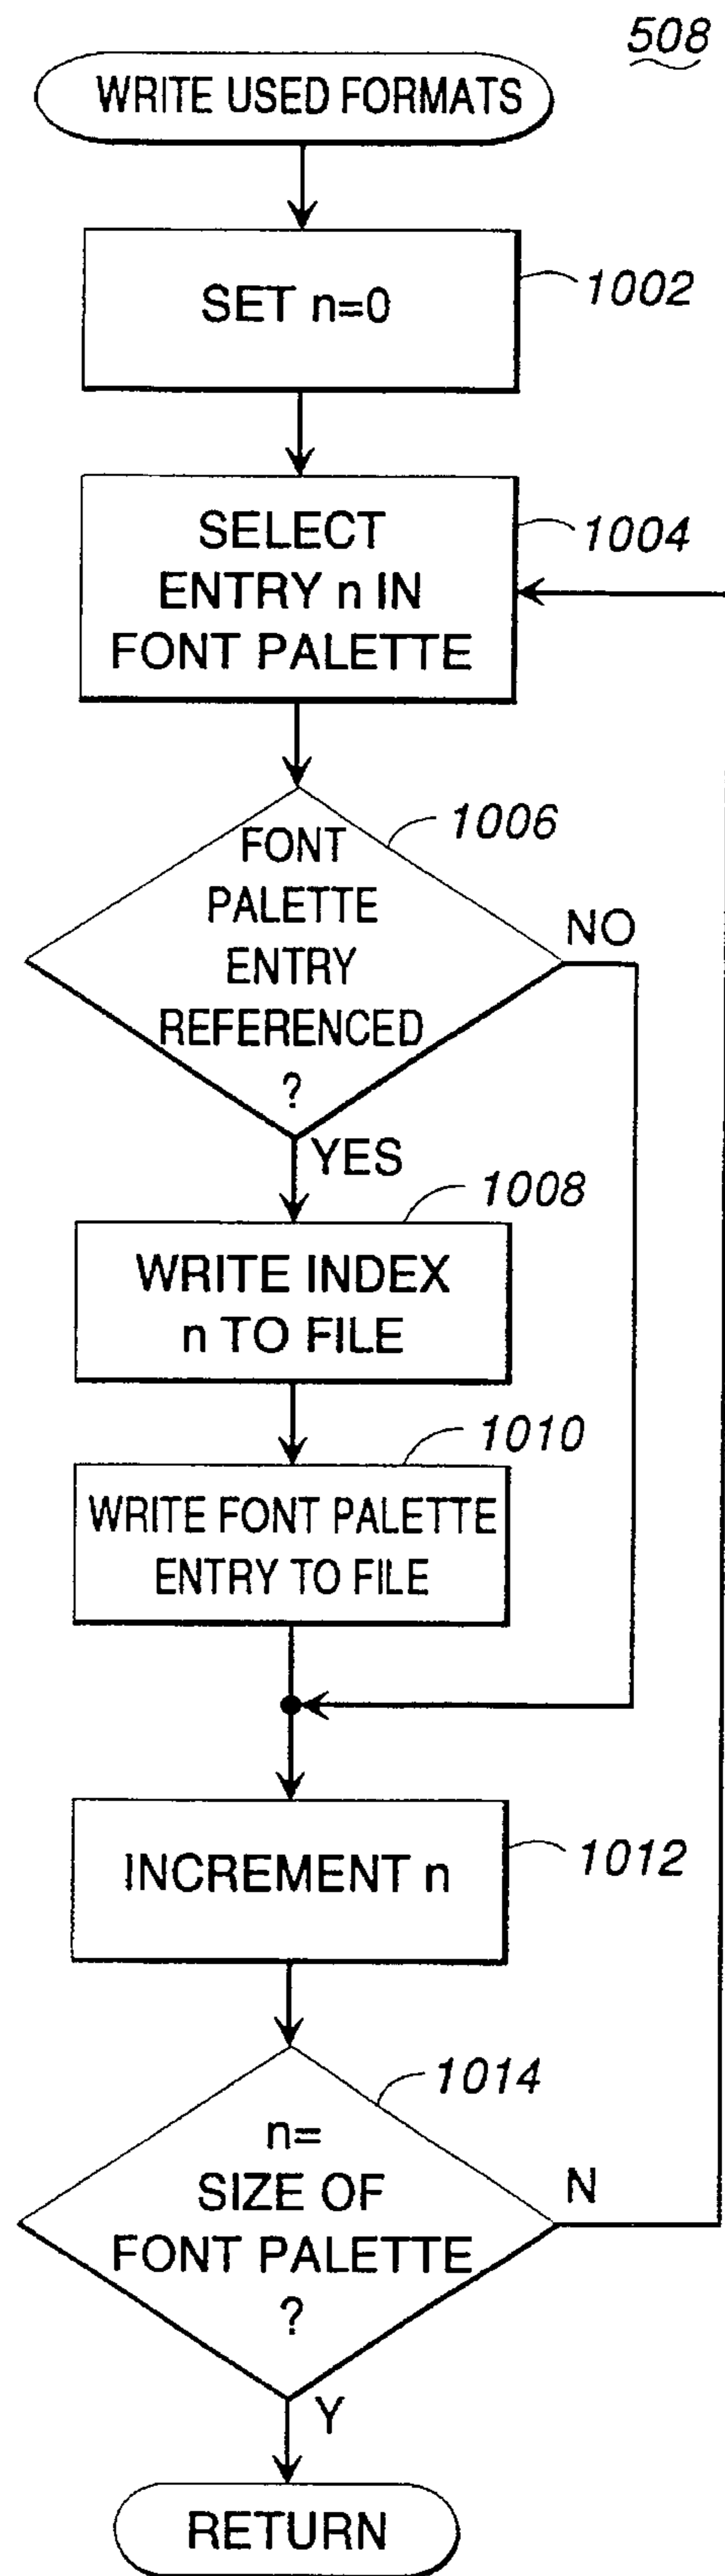 508
WRITE USED FORMATS
SET n=0
1002
SELECT
ENTRY n IN
FONT PALETTE
1004
FONT
PALETTE
ENTRY
REFERENCED
?
1006
NO
YES
1008
WRITE INDEX
n TO FILE
1010
WRITE FONT PALETTE
ENTRY TO FILE
INCREMENT n
1012
1014
n=
SIZE OF
FONT PALETTE
?
N
Y
RETURN